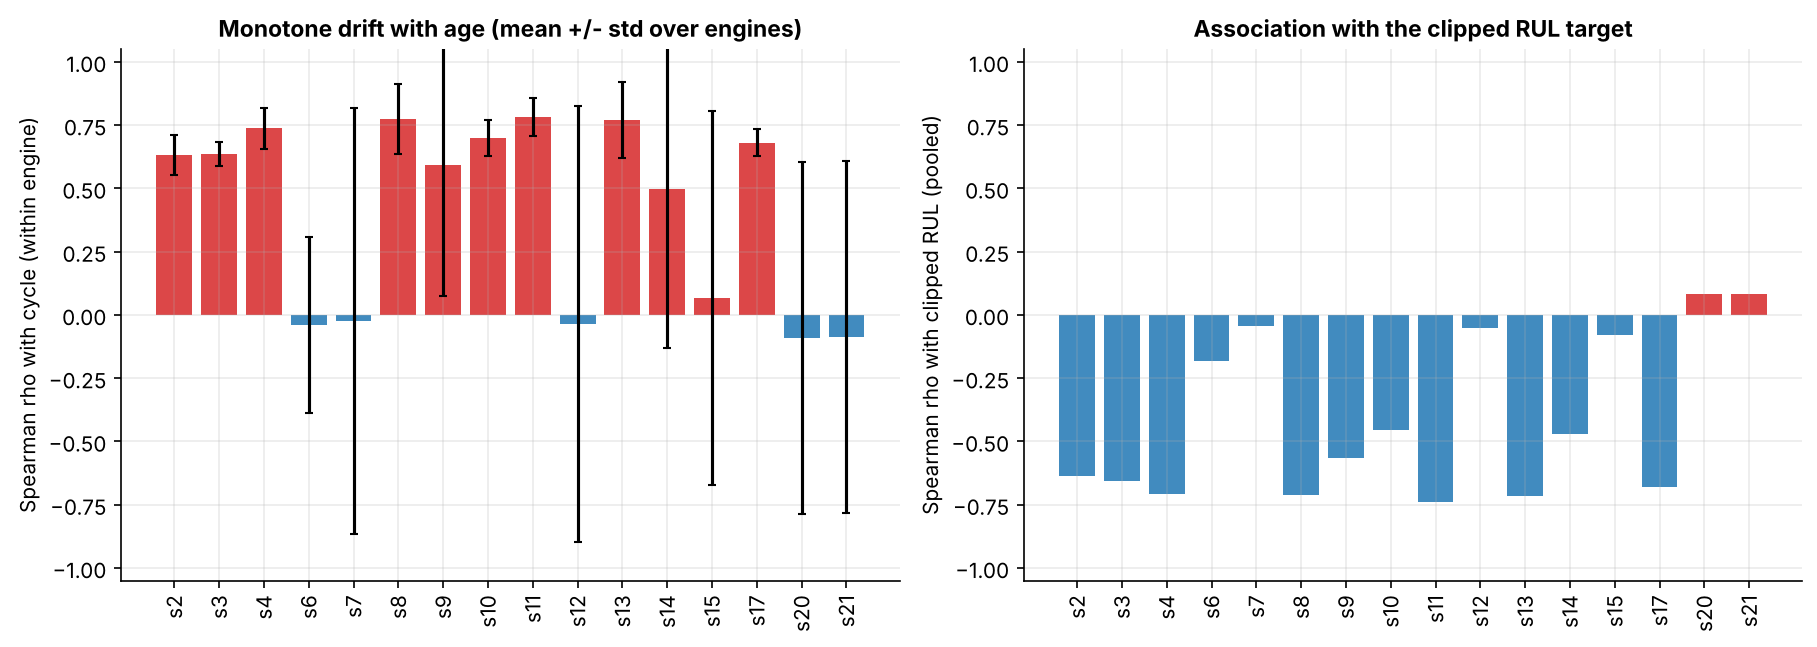 Monotone drift with age (mean +/- std over engines)
Spearman rho with cycle (within engine)
1.00
0.75
0.50
0.25
0.00
−0.25
−0.50
−0.75
−1.00
s2
s3
s4
s6
s7
s8
s9
s10
s11
s12
s13
s14
s15
s17
s20
s21
Association with the clipped RUL target
Spearman rho with clipped RUL (pooled)
1.00
0.75
0.50
0.25
0.00
−0.25
−0.50
−0.75
−1.00
s2
s3
s4
s6
s7
s8
s9
s10
s11
s12
s13
s14
s15
s17
s20
s21